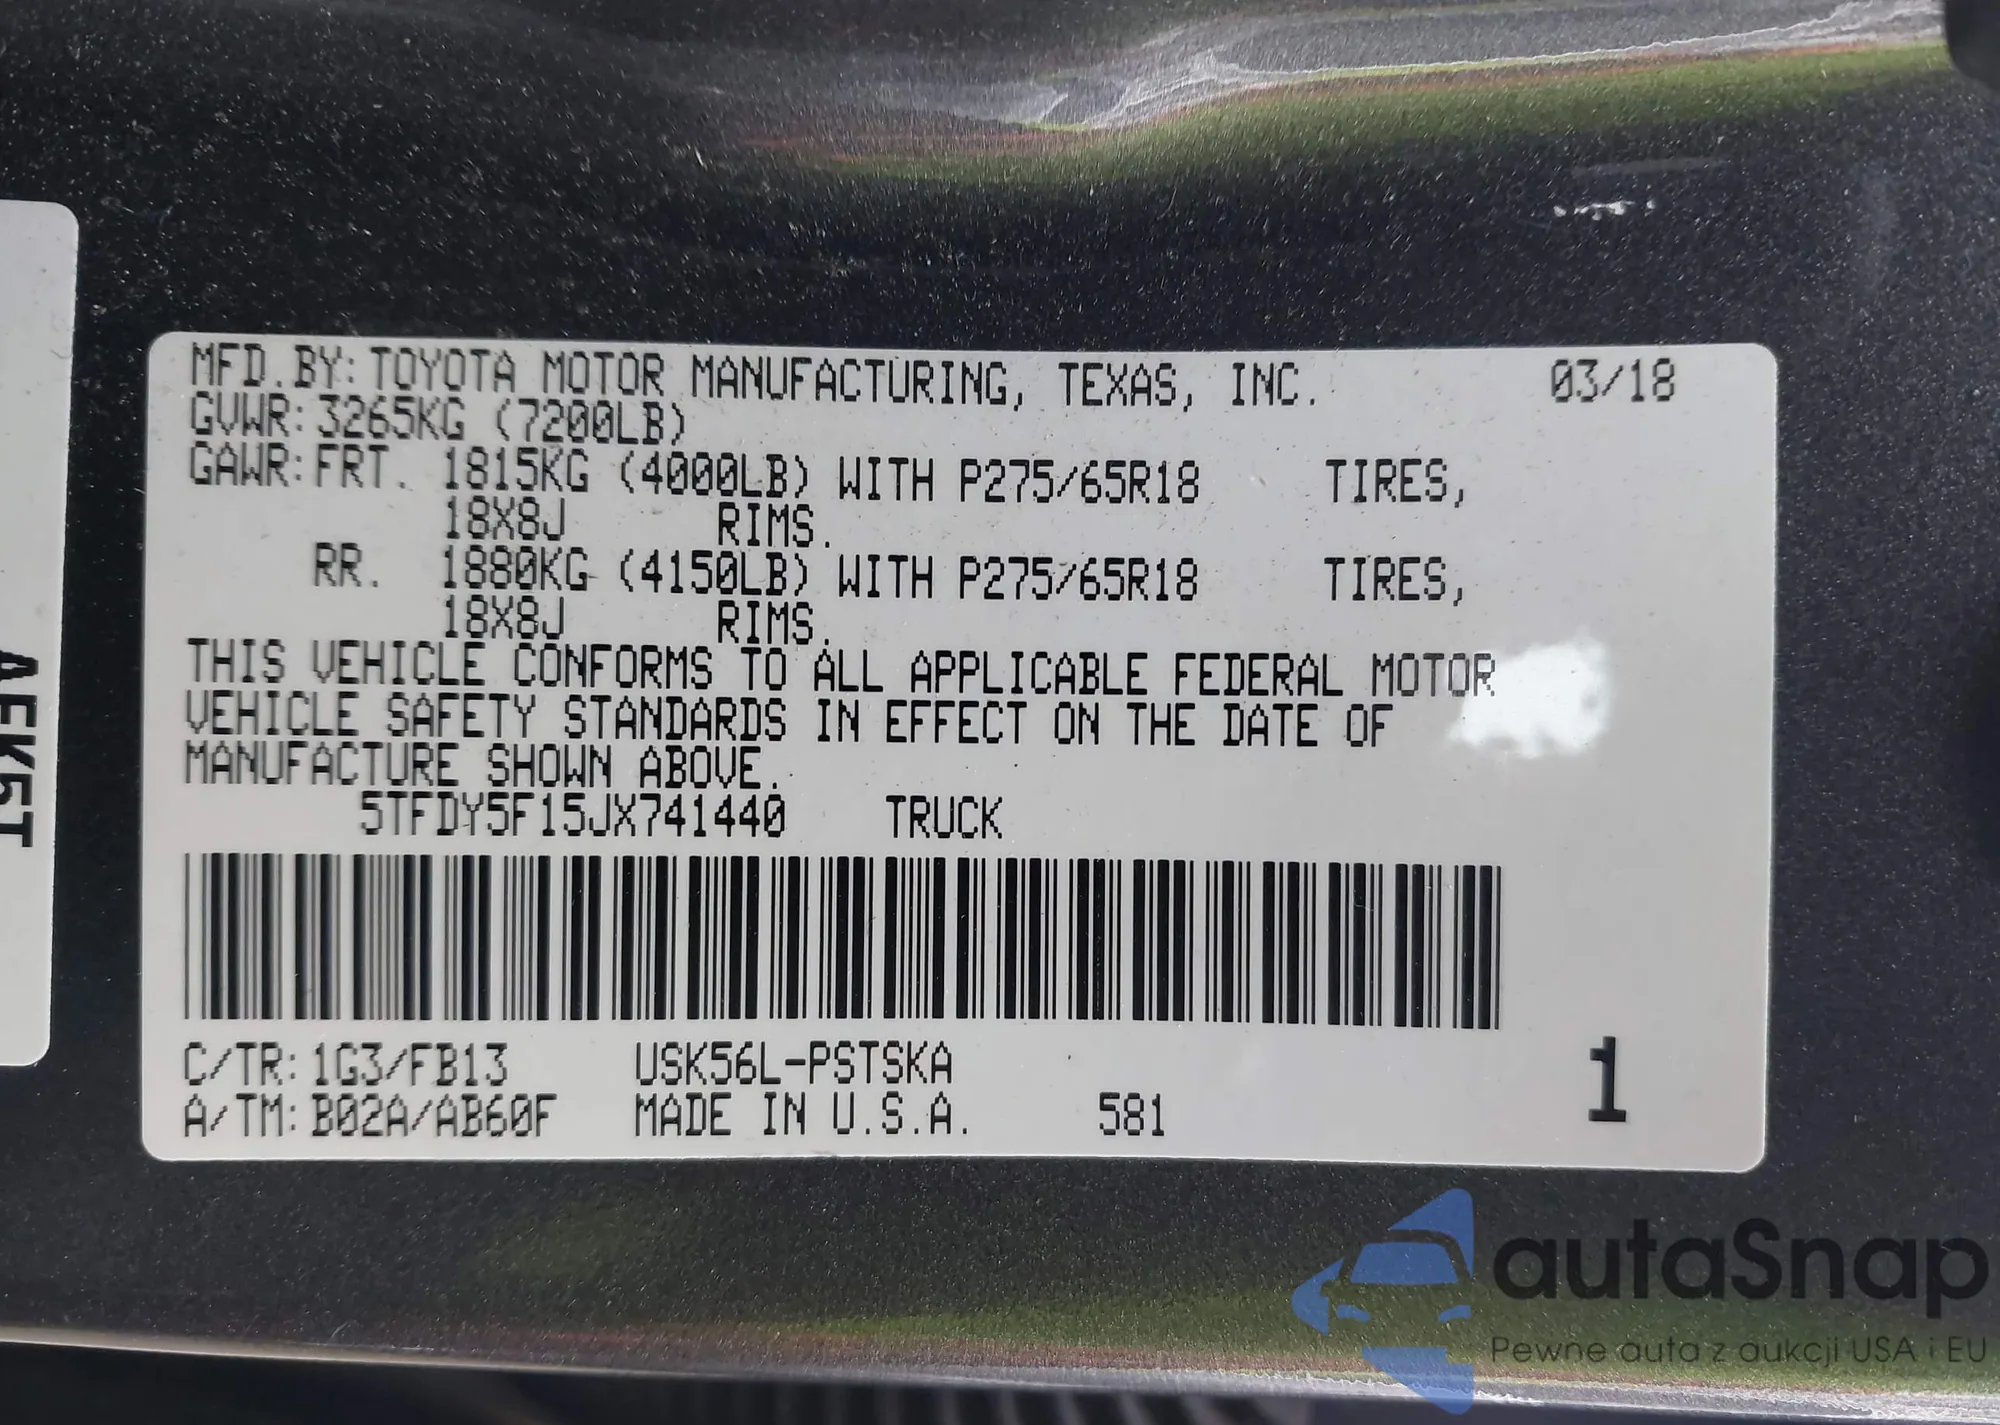 MFD.BY: TOYOTA MOTOR MANUFACTURING, TEXAS, INC. 03/18
GVWR: 3265KG (7200LB)
GAWR: FRT. 1815KG (4000LB) WITH P275/65R18 TIRES,
18X8J RIMS.
RR. 1880KG (4150LB) WITH P275/65R18 TIRES,
18X8J RIMS.
THIS VEHICLE CONFORMS TO ALL APPLICABLE FEDERAL MOTOR
VEHICLE SAFETY STANDARDS IN EFFECT ON THE DATE OF
MANUFACTURE SHOWN ABOVE.
5TFDY5F15JX741440 TRUCK
C/TR: 1G3/FB13 USK56L-PSTSKA
A/TM: B02A/AB60F MADE IN U.S.A. 581
1
autaSnap
Pewne auta z aukcji USA i EU